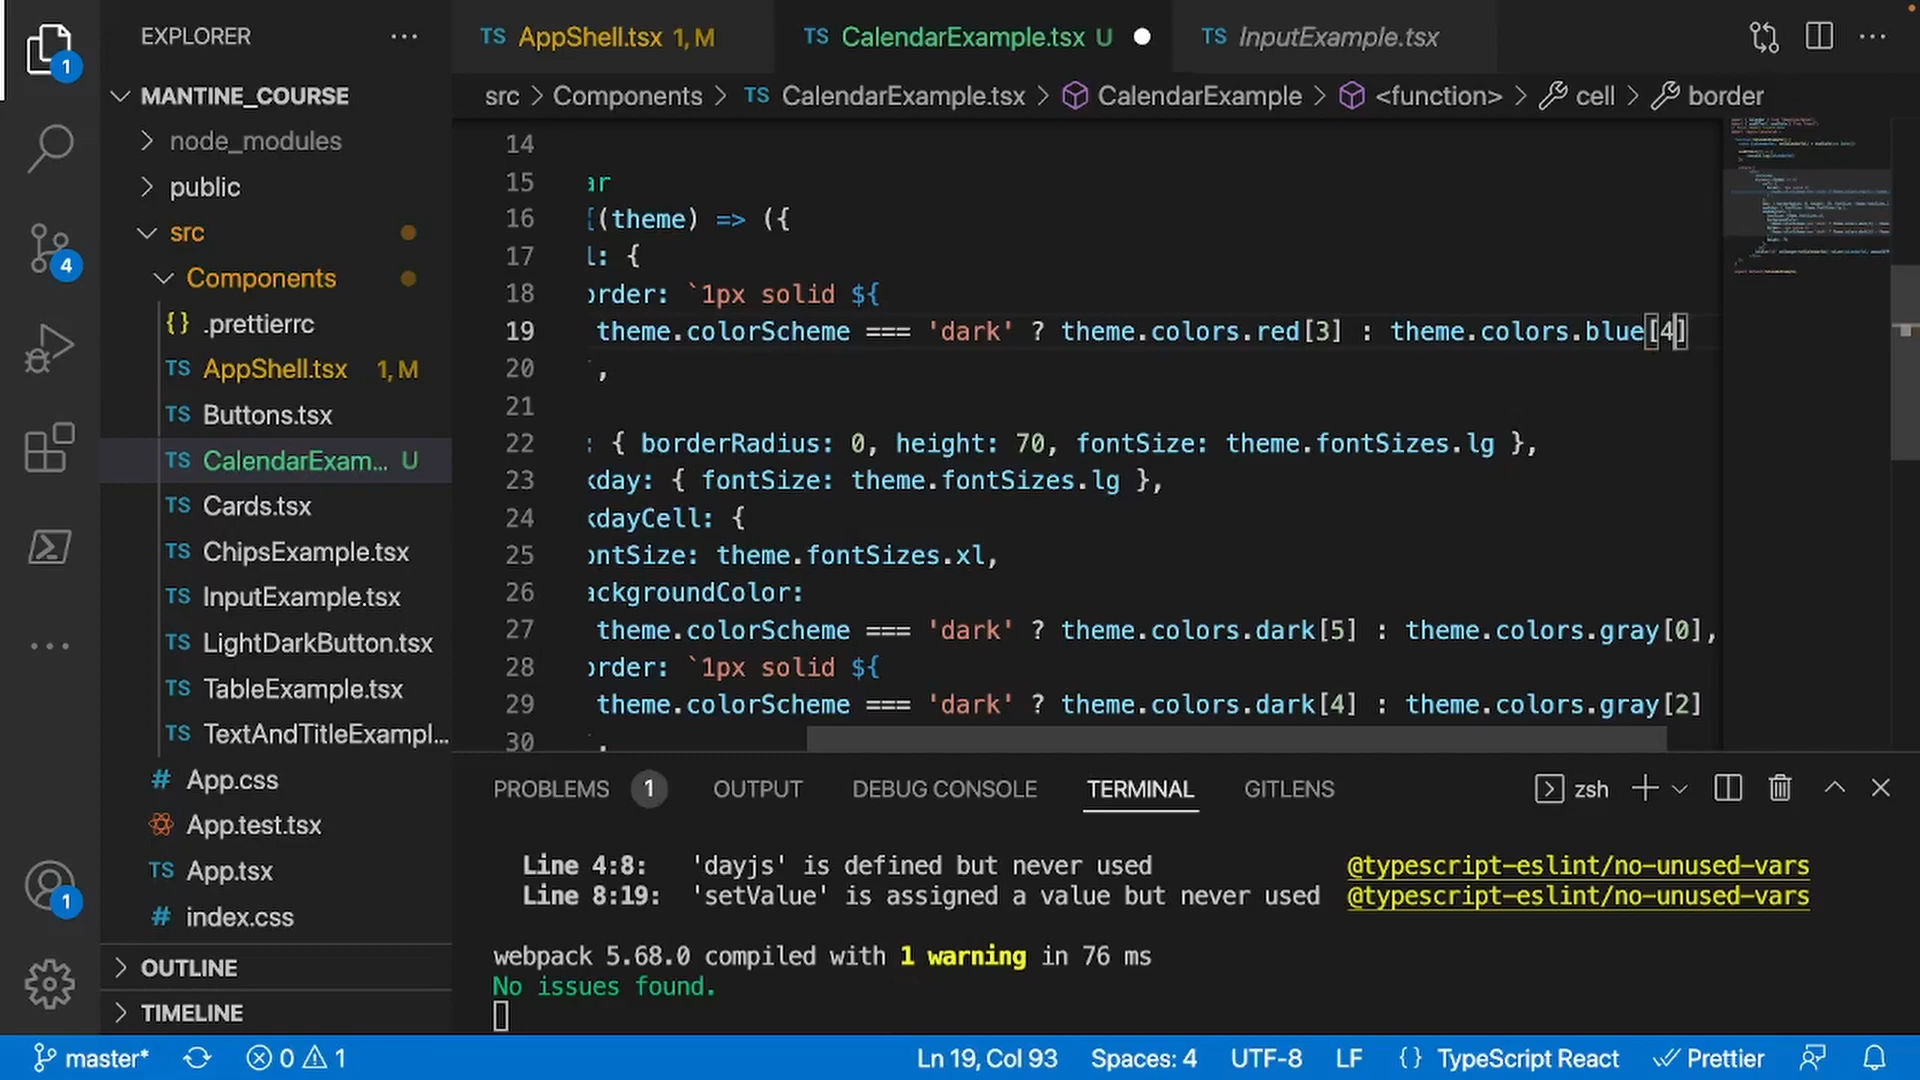 EXPLORER
AppShell.tsx 1, M
CalendarExample.tsx U
InputExample.tsx
MANTINE_COURSE
node_modules
public
src
Components
.prettierrc
AppShell.tsx 1, M
Buttons.tsx
CalendarExam... U
Cards.tsx
ChipsExample.tsx
InputExample.tsx
LightDarkButton.tsx
TableExample.tsx
TextAndTitleExampl...
App.css
App.test.tsx
App.tsx
index.css
OUTLINE
TIMELINE
src > Components > TS CalendarExample.tsx > CalendarExample > <function> > cell > border
14
15 ar
16 {(theme) => ({
17 l: {
18 order: `1px solid ${
19 theme.colorScheme === 'dark' ? theme.colors.red[3] : theme.colors.blue[4]
20 ,
21
22 : { borderRadius: 0, height: 70, fontSize: theme.fontSizes.lg },
23 kday: { fontSize: theme.fontSizes.lg },
24 kdayCell: {
25 ontSize: theme.fontSizes.xl,
26 ackgroundColor:
27 theme.colorScheme === 'dark' ? theme.colors.dark[5] : theme.colors.gray[0],
28 order: `1px solid ${
29 theme.colorScheme === 'dark' ? theme.colors.dark[4] : theme.colors.gray[2]
30 ,
PROBLEMS 1 OUTPUT DEBUG CONSOLE TERMINAL GITLENS zsh
Line 4:8: 'dayjs' is defined but never used @typescript-eslint/no-unused-vars
Line 8:19: 'setValue' is assigned a value but never used @typescript-eslint/no-unused-vars
webpack 5.68.0 compiled with 1 warning in 76 ms
No issues found.
master* 0 1 Ln 19, Col 93 Spaces: 4 UTF-8 LF {} TypeScript React Prettier